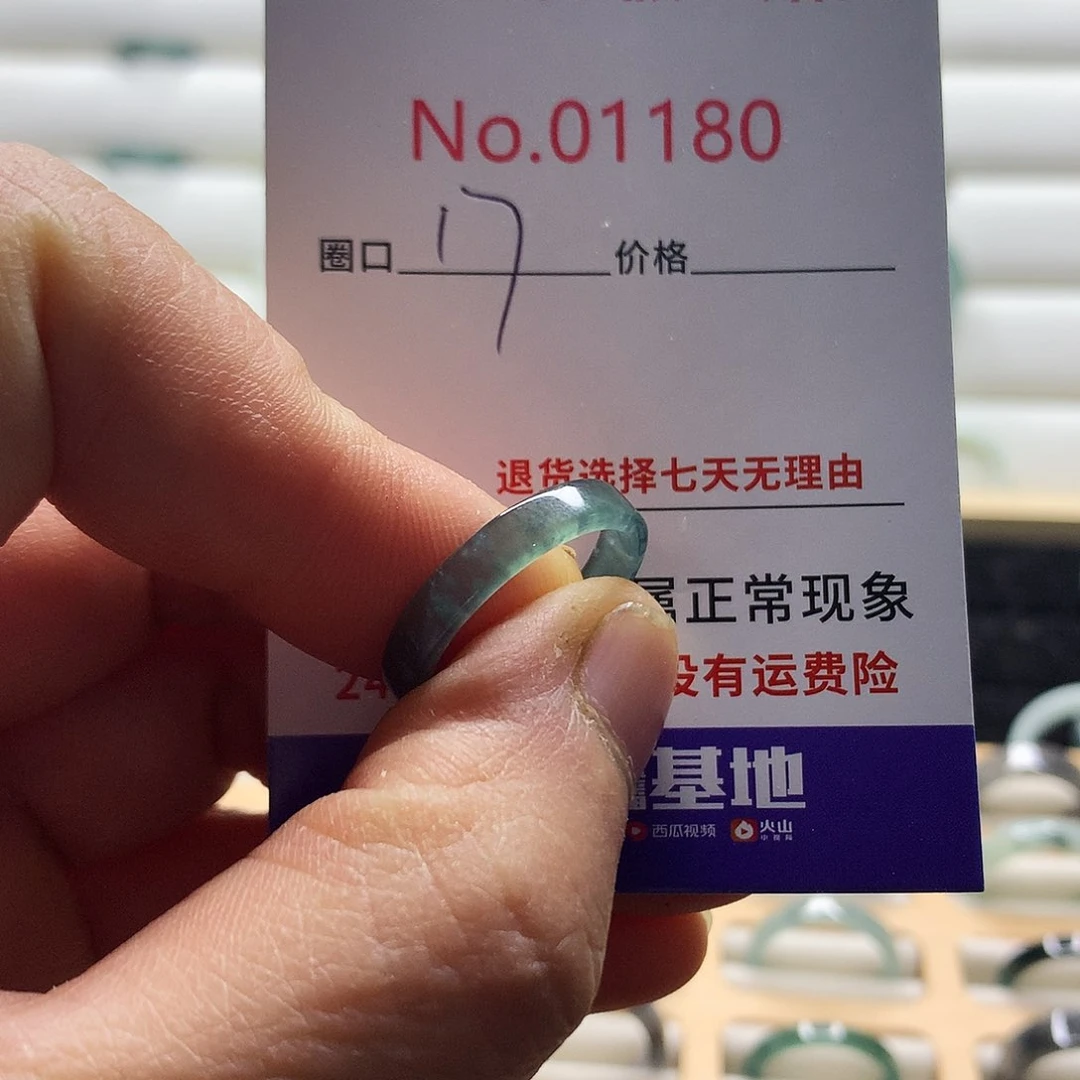 No.01180
圈口 17 价格
退货选择七天无理由
属正常现象
24 没有运费险
基地
西瓜视频 火山